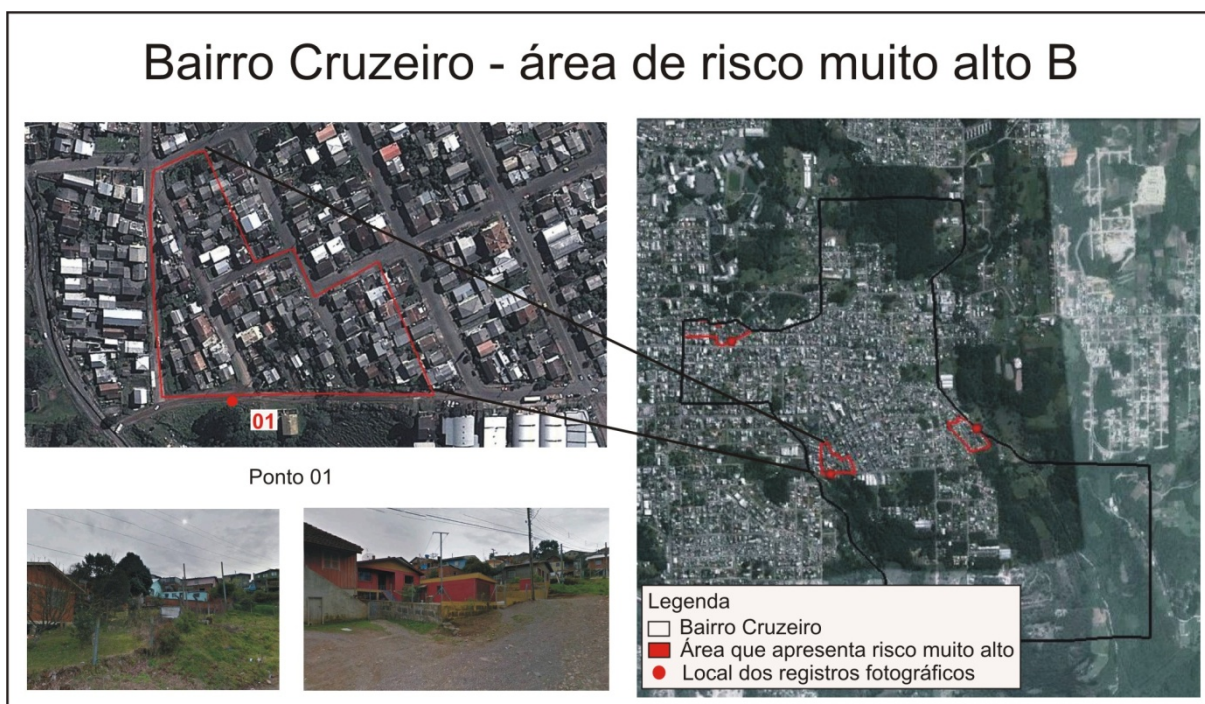 Bairro Cruzeiro - área de risco muito alto B
01
Ponto 01
Legenda
Bairro Cruzeiro
Área que apresenta risco muito alto
Local dos registros fotográficos